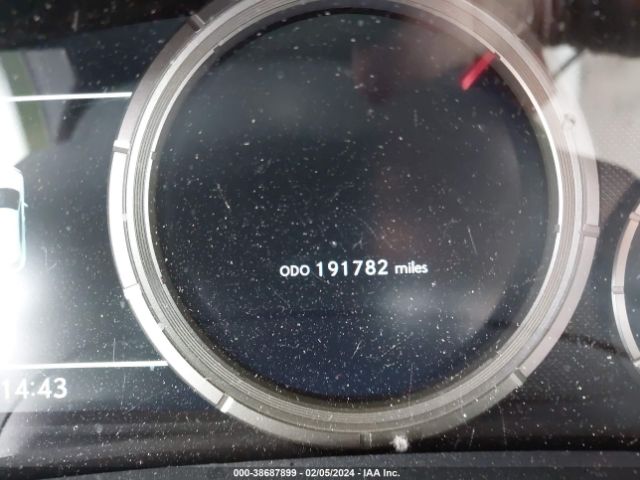 ODO 191782 miles
14:43
000-38687899 - 02/05/2024 - IAA Inc.